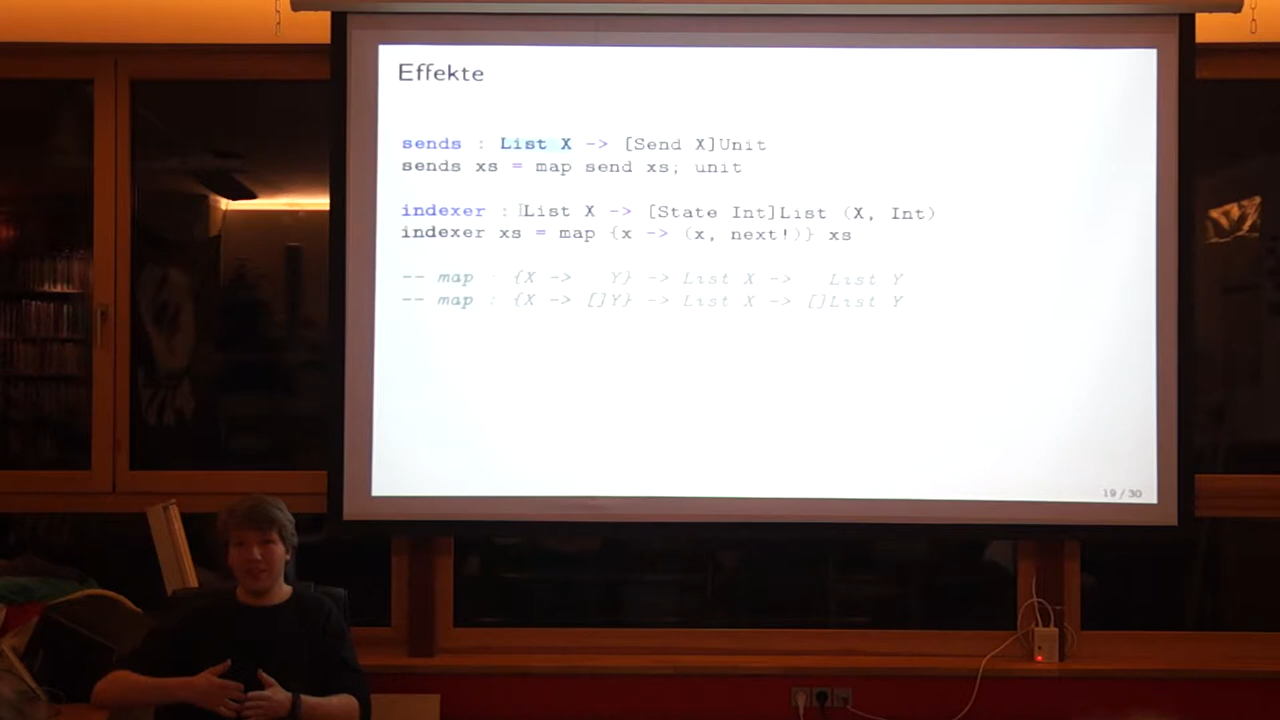 Effekte
sends : List X -> [Send X]Unit
sends xs = map send xs; unit
indexer : List X -> [State Int]List (X, Int)
indexer xs = map {x -> (x, next!)} xs
-- map : {X -> Y} -> List X -> List Y
-- map : {X -> []Y} -> List X -> []List Y
19 / 30